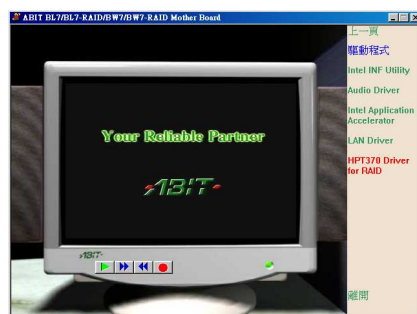 ABIT BL7/BL7-RAID/BW7/BW7-RAID Mother Board
上一頁
驅動程式
Intel INF Utility
Audio Driver
Intel Application
Accelerator
LAN Driver
HPT370 Driver
for RAID
Your Reliable Partner
ABIT
ABIT
離開